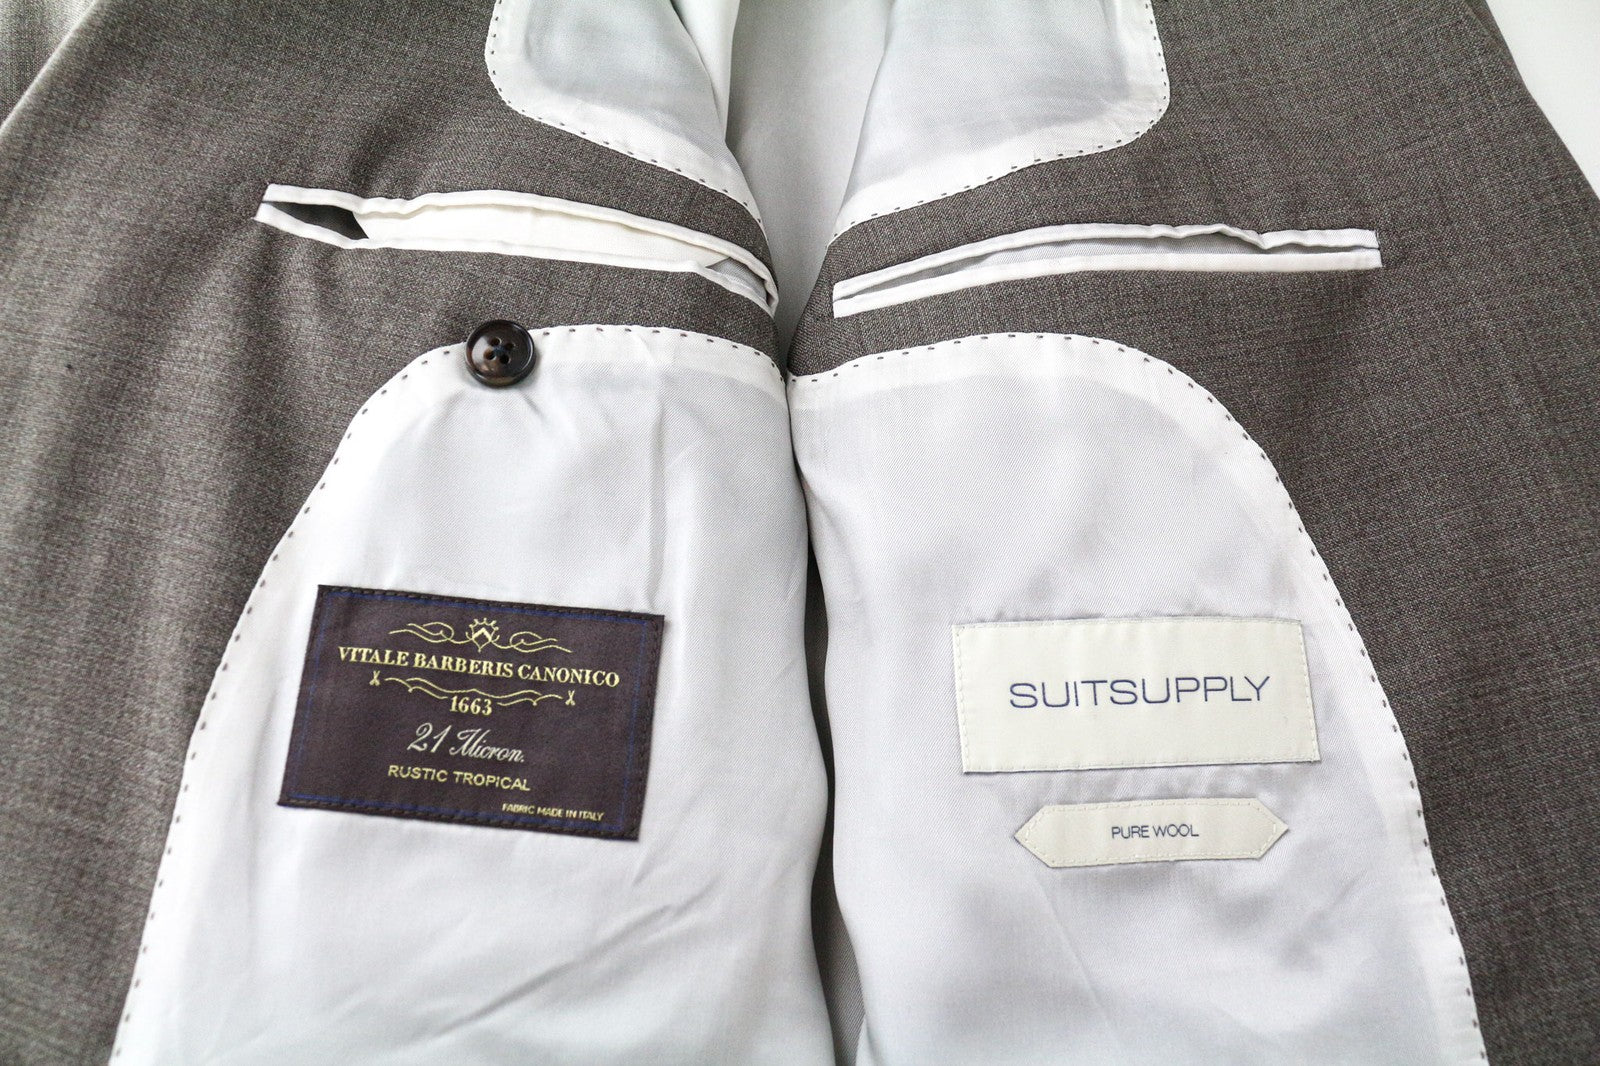 VITALE BARBERIS CANONICO
1663
21 Micron.
RUSTIC TROPICAL
FABRIC MADE IN ITALY
SUITSUPPLY
PURE WOOL